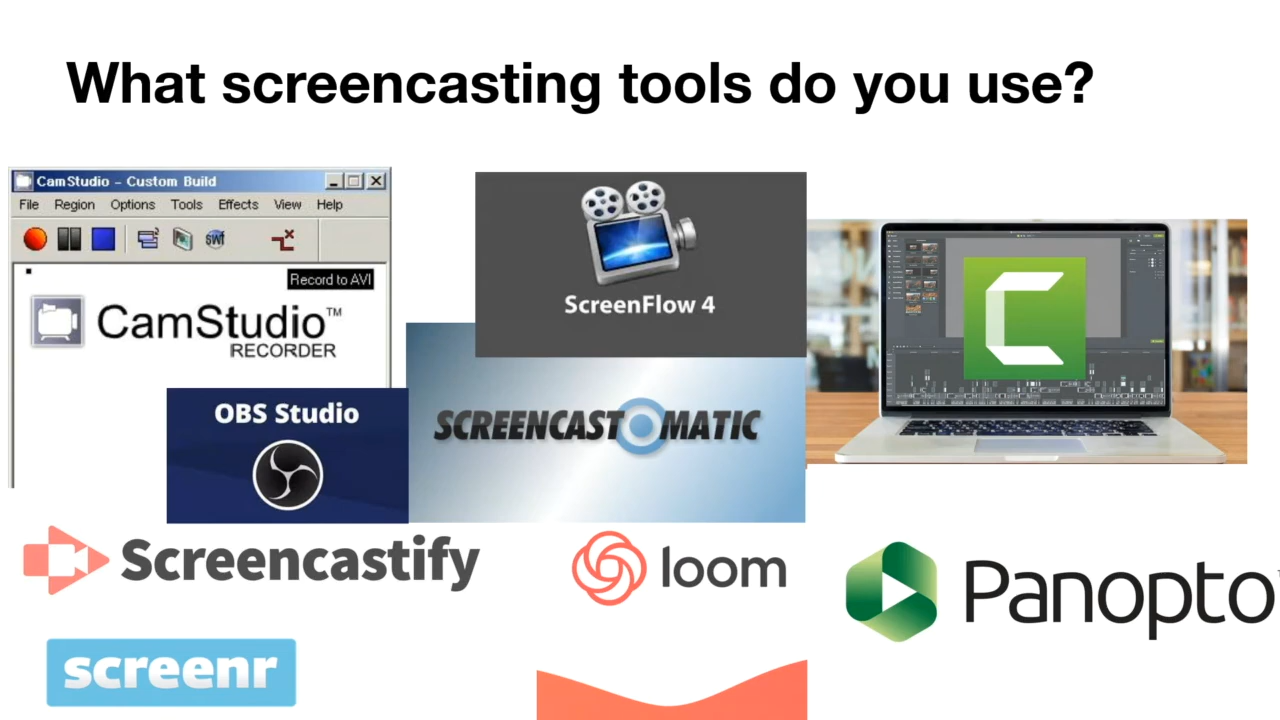 What screencasting tools do you use?
CamStudio - Custom Build
File Region Options Tools Effects View Help
swf
Record to AVI
CamStudio™
RECORDER
ScreenFlow 4
OBS Studio
SCREENCAST O MATIC
Screencastify
loom
Panopto
screenr